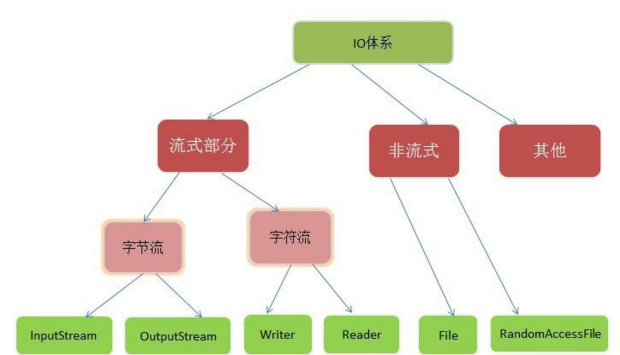 IO体系
流式部分
非流式
其他
字节流
字符流
InputStream
OutputStream
Writer
Reader
File
RandomAccessFile